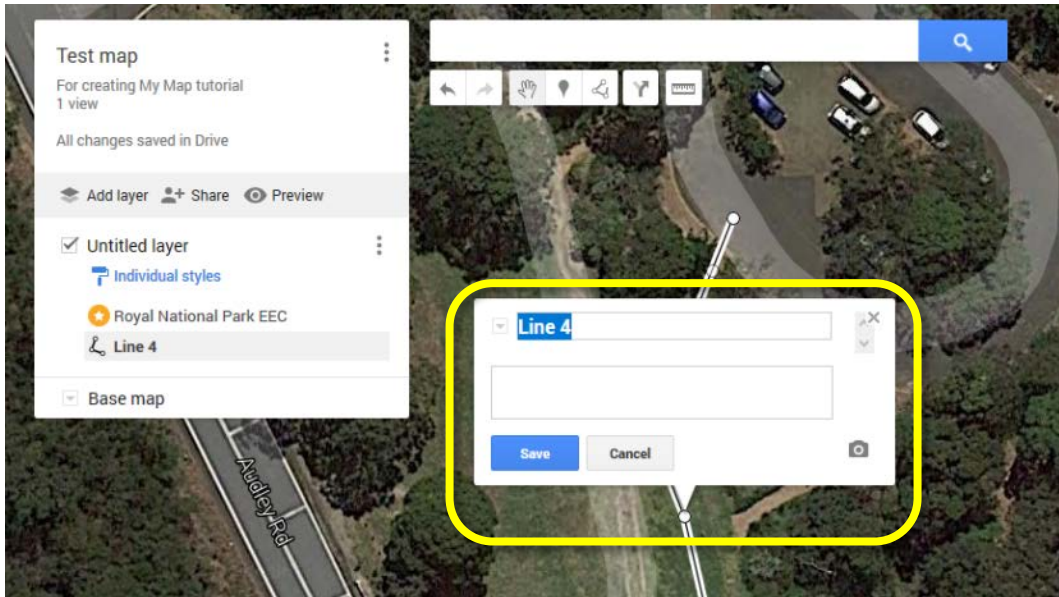 Test map
For creating My Map tutorial
1 view
All changes saved in Drive
Add layer Share Preview
Untitled layer
Individual styles
Royal National Park EEC
Line 4
Base map
Line 4
Save Cancel
Audley Rd